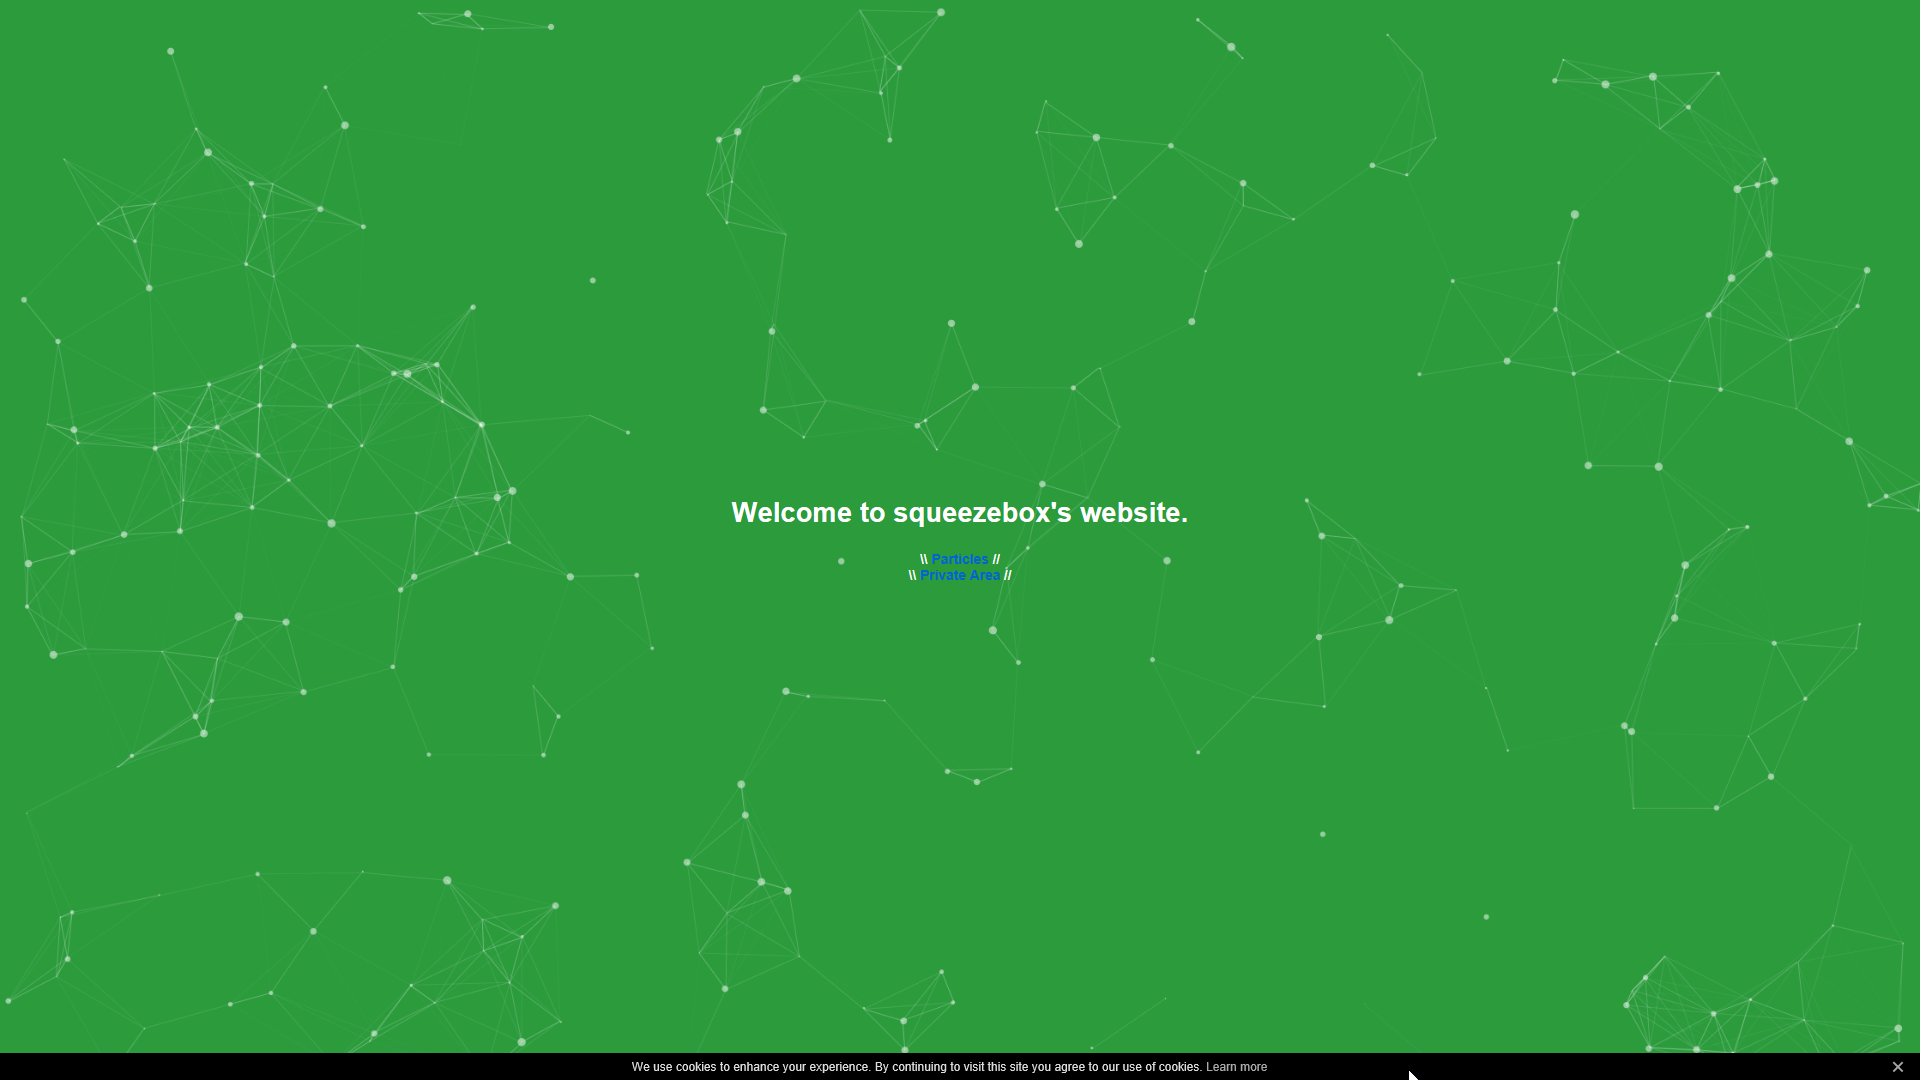 Welcome to squeezebox's website.
\\ Particles //
\\ Private Area //
We use cookies to enhance your experience. By continuing to visit this site you agree to our use of cookies. Learn more